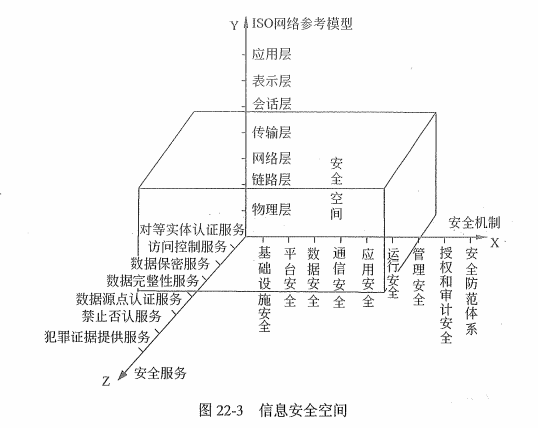 Y
ISO网络参考模型
应用层
表示层
会话层
传输层
网络层
链路层
物理层
安全空间
安全机制
X
基础设施安全
平台安全
数据安全
通信安全
应用安全
运行安全
管理安全
授权和审计安全
安全防范体系
对等实体认证服务
访问控制服务
数据保密服务
数据完整性服务
数据源点认证服务
禁止否认服务
犯罪证据提供服务
Z
安全服务
图 22-3 信息安全空间